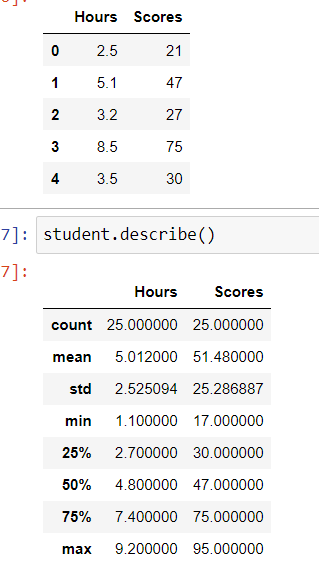 Hours Scores
0 2.5 21
1 5.1 47
2 3.2 27
3 8.5 75
4 3.5 30
7]: student.describe()
7]:
Hours Scores
count 25.000000 25.000000
mean 5.012000 51.480000
std 2.525094 25.286887
min 1.100000 17.000000
25% 2.700000 30.000000
50% 4.800000 47.000000
75% 7.400000 75.000000
max 9.200000 95.000000